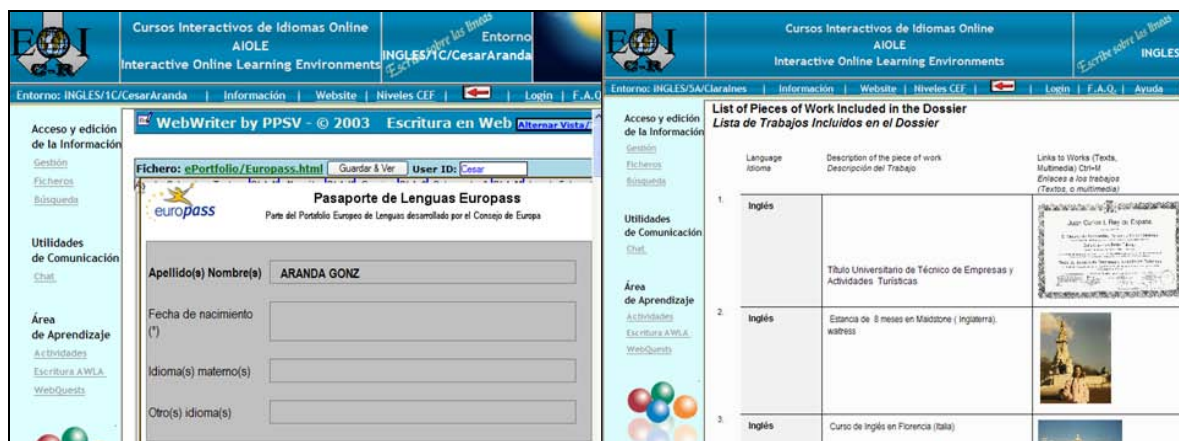 EOI
C-R
Cursos Interactivos de Idiomas Online
AIOLE
Interactive Online Learning Environments
Escribe sobre las líneas
Entorno
INGLES/1C/CesarAranda
Entorno: INGLES/1C/CesarAranda | Información | Website | Niveles CEF | Login | F.A.Q
Acceso y edición
de la Información
Gestión
Ficheros
Búsqueda
Utilidades
de Comunicación
Chat
Área
de Aprendizaje
Actividades
Escritura AWLA
WebQuests
WebWriter by PPSV - © 2003 Escritura en Web Alternar Vista/
Fichero: ePortfolio/Europass.html Guardar & Ver User ID: Cesar
europass
Pasaporte de Lenguas Europass
Parte del Portafolio Europeo de Lenguas desarrollado por el Consejo de Europa
Apellido(s) Nombre(s) ARANDA GONZ
Fecha de nacimiento
(*)
Idioma(s) materno(s)
Otro(s) idioma(s)
EOI
C-R
Cursos Interactivos de Idiomas Online
AIOLE
Interactive Online Learning Environments
Escribe sobre las líneas
INGLES
Entorno: INGLES/5A/ClaraInes | Información | Website | Niveles CEF | Login | F.A.Q. | Ayuda
Acceso y edición
de la Información
Gestión
Ficheros
Búsqueda
Utilidades
de Comunicación
Chat
Área
de Aprendizaje
Actividades
Escritura AWLA
WebQuests
List of Pieces of Work Included in the Dossier
Lista de Trabajos Incluidos en el Dossier
Language
Idioma
Description of the piece of work
Descripción del Trabajo
Links to Works (Texts,
Multimedia) Ctrl+M
Enlaces a los trabajos
(Textos, o multimedia)
1.
Inglés
Título Universitario de Técnico de Empresas y
Actividades Turísticas
Juan Carlos I, Rey de España
2.
Inglés
Estancia de 8 meses en Maidstone ( Inglaterra).
waitress
3.
Inglés
Curso de Inglés en Florencia (Italia)